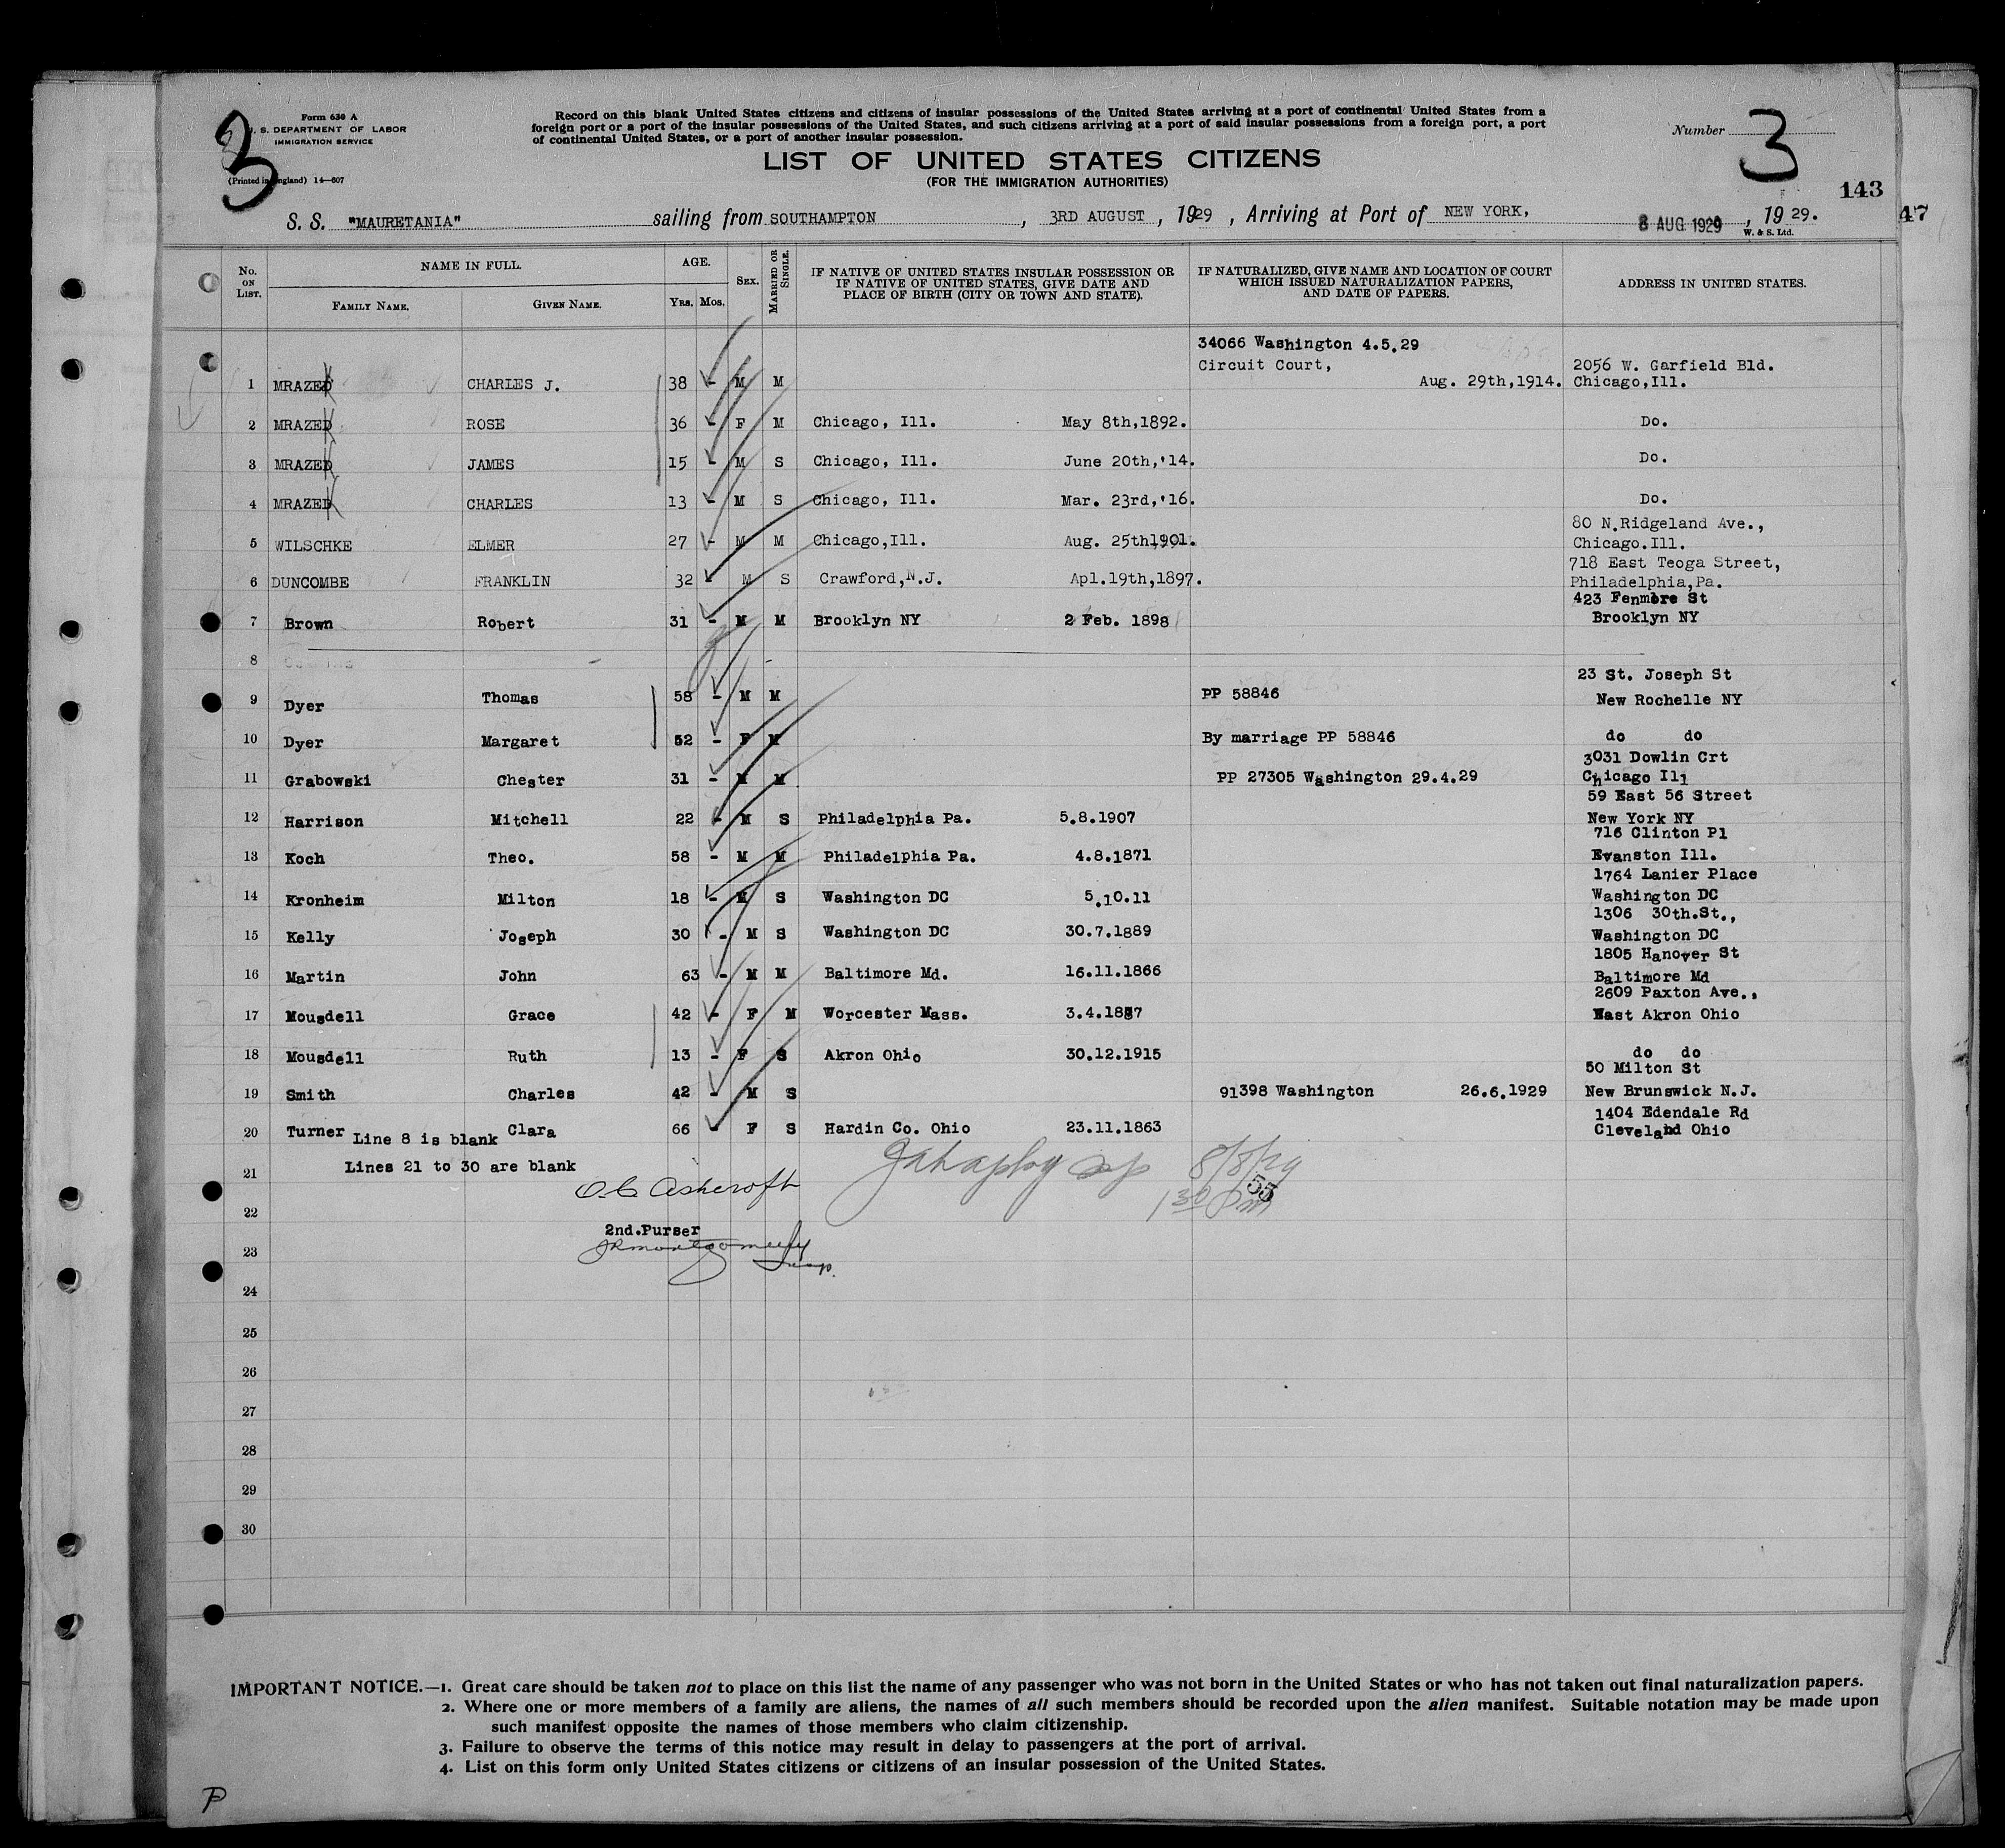 3
Form 630 A
U. S. DEPARTMENT OF LABOR
IMMIGRATION SERVICE
(Printed in England) 14—607
Record on this blank United States citizens and citizens of insular possessions of the United States arriving at a port of continental United States from a
foreign port or a port of the insular possessions of the United States, and such citizens arriving at a port of said insular possessions from a foreign port, a port
of continental United States, or a port of another insular possession.
LIST OF UNITED STATES CITIZENS
(FOR THE IMMIGRATION AUTHORITIES)
Number 3
143
47
S. S. "MAURETANIA" sailing from SOUTHAMPTON, 3RD AUGUST, 1929, Arriving at Port of NEW YORK, 8 AUG 1929, 1929.
W. & S. Ltd.
No. ON LIST. NAME IN FULL. FAMILY NAME. GIVEN NAME. AGE. YRS. MOS. SEX. MARRIED OR SINGLE. IF NATIVE OF UNITED STATES INSULAR POSSESSION OR IF NATIVE OF UNITED STATES, GIVE DATE AND PLACE OF BIRTH (CITY OR TOWN AND STATE). IF NATURALIZED, GIVE NAME AND LOCATION OF COURT WHICH ISSUED NATURALIZATION PAPERS, AND DATE OF PAPERS. ADDRESS IN UNITED STATES.
34066 Washington 4.5.29
Circuit Court, 2056 W. Garfield Bld.
1 MRAZEK CHARLES J. 38 - M M Aug. 29th,1914. Chicago,Ill.
2 MRAZEK ROSE 36 - F M Chicago, Ill. May 8th,1892. Do.
3 MRAZEK JAMES 15 - M S Chicago, Ill. June 20th,'14. Do.
4 MRAZEK CHARLES 13 - M S Chicago, Ill. Mar. 23rd,'16. Do.
80 N.Ridgeland Ave.,
5 WILSCHKE ELMER 27 - M M Chicago,Ill. Aug. 25th1901. Chicago.Ill.
718 East Teoga Street,
6 DUNCOMBE FRANKLIN 32 - M S Crawford,N.J. Apl.19th,1897. Philadelphia,Pa.
423 Fenmore St
7 Brown Robert 31 - M M Brooklyn NY 2 Feb. 1898 Brooklyn NY
8
23 St. Joseph St
9 Dyer Thomas 58 - M M PP 58846 New Rochelle NY
10 Dyer Margaret 52 - F M By marriage PP 58846 do do
3031 Dowlin Crt
11 Grabowski Chester 31 - M M PP 27305 Washington 29.4.29 Chicago Ill
59 East 56 Street
12 Harrison Mitchell 22 - M S Philadelphia Pa. 5.8.1907 New York NY
716 Clinton Pl
13 Koch Theo. 58 - M M Philadelphia Pa. 4.8.1871 Evanston Ill.
1764 Lanier Place
14 Kronheim Milton 18 - M S Washington DC 5.10.11 Washington DC
1306 30th.St.,
15 Kelly Joseph 30 - M S Washington DC 30.7.1889 Washington DC
1805 Hanover St
16 Martin John 63 - M M Baltimore Md. 16.11.1866 Baltimore Md
2609 Paxton Ave.,
17 Mousdell Grace 42 - F M Worcester Mass. 3.4.1887 East Akron Ohio
18 Mousdell Ruth 13 - F S Akron Ohio 30.12.1915 do do
50 Milton St
19 Smith Charles 42 - M S 91398 Washington 26.6.1929 New Brunswick N.J.
1404 Edendale Rd
20 Turner Clara 66 - F S Hardin Co. Ohio 23.11.1863 Cleveland Ohio
Line 8 is blank
21 Lines 21 to 30 are blank
O.C. Ashcroft
8/8/29
55
1 30 pm
22
2nd.Purser
23 JR Montgomery
Insp.
24
25
26
27
28
29
30
IMPORTANT NOTICE.—1. Great care should be taken not to place on this list the name of any passenger who was not born in the United States or who has not taken out final naturalization papers.
2. Where one or more members of a family are aliens, the names of all such members should be recorded upon the alien manifest. Suitable notation may be made upon
such manifest opposite the names of those members who claim citizenship.
3. Failure to observe the terms of this notice may result in delay to passengers at the port of arrival.
4. List on this form only United States citizens or citizens of an insular possession of the United States.
P